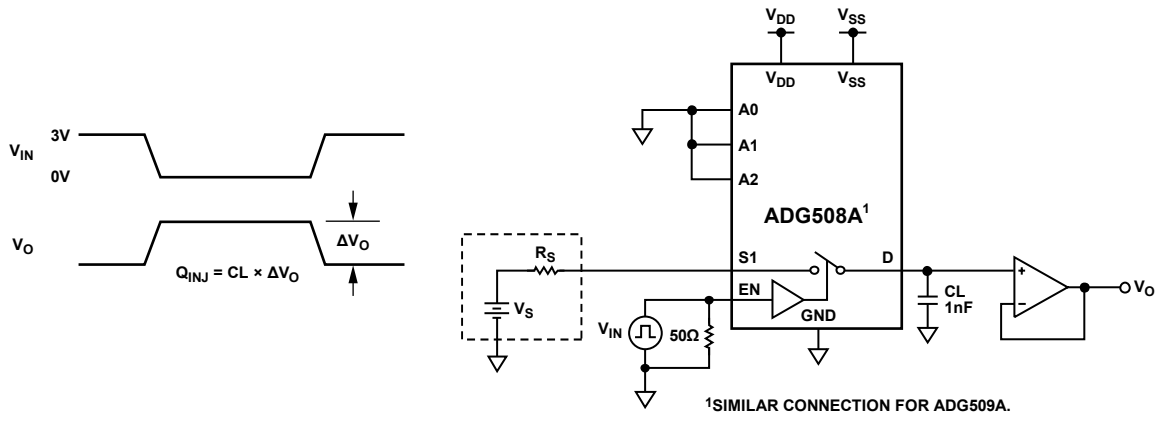 V_DD V_SS
V_DD V_SS
3V
V_IN
0V
V_O
ΔV_O
Q_INJ = CL × ΔV_O
A0
A1
A2
ADG508A¹
R_S
S1
D
V_S
EN
GND
V_IN
50Ω
CL
1nF
+
−
V_O
¹SIMILAR CONNECTION FOR ADG509A.